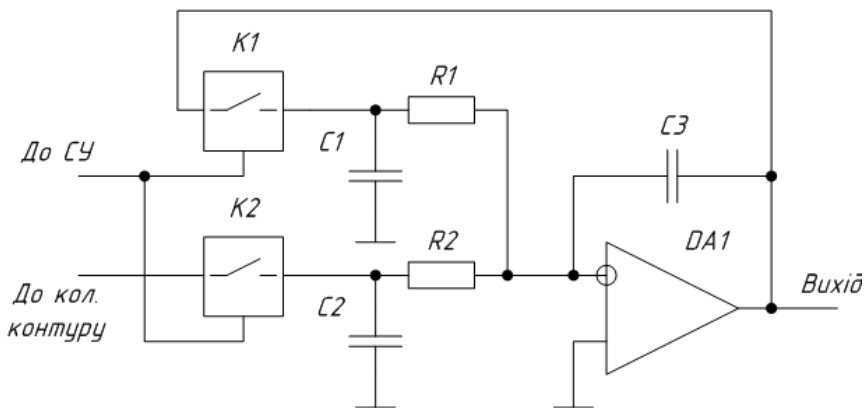 K1
R1
C1
C3
До СУ
K2
R2
DA1
До кол.
контуру
C2
Вихід